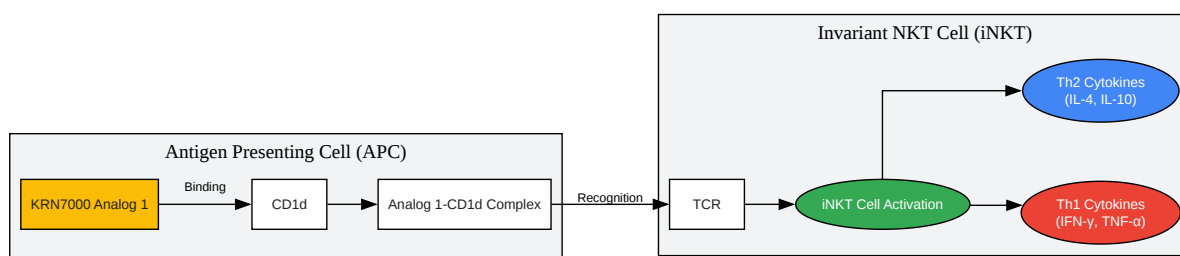 Antigen Presenting Cell (APC)
KRN7000 Analog 1
Binding
CD1d
Analog 1-CD1d Complex
Recognition
Invariant NKT Cell (iNKT)
TCR
iNKT Cell Activation
Th2 Cytokines
(IL-4, IL-10)
Th1 Cytokines
(IFN-γ, TNF-α)